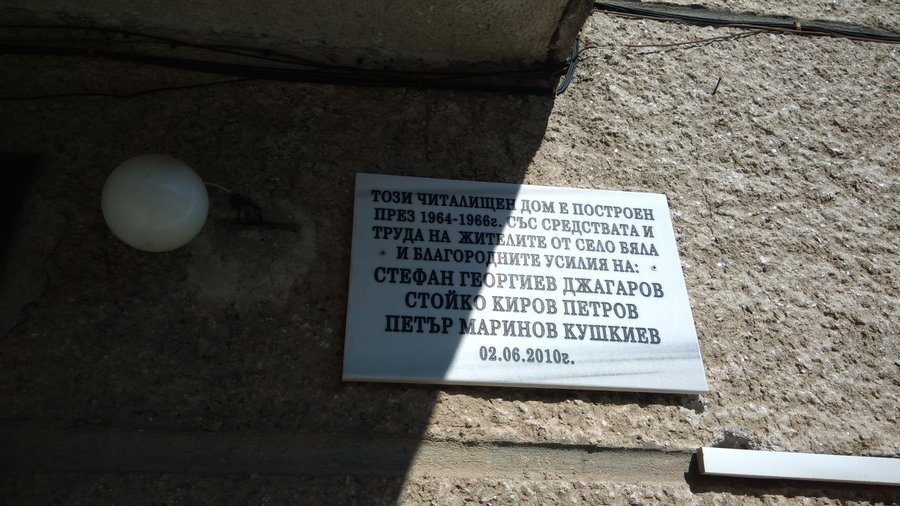 ТОЗИ ЧИТАЛИЩЕН ДОМ Е ПОСТРОЕН
ПРЕЗ 1964-1966г. СЪС СРЕДСТВАТА И
ТРУДА НА ЖИТЕЛИТЕ ОТ СЕЛО БЯЛА
И БЛАГОРОДНИТЕ УСИЛИЯ НА:
СТЕФАН ГЕОРГИЕВ ДЖАГАРОВ
СТОЙКО КИРОВ ПЕТРОВ
ПЕТЪР МАРИНОВ КУШКИЕВ
02.06.2010г.